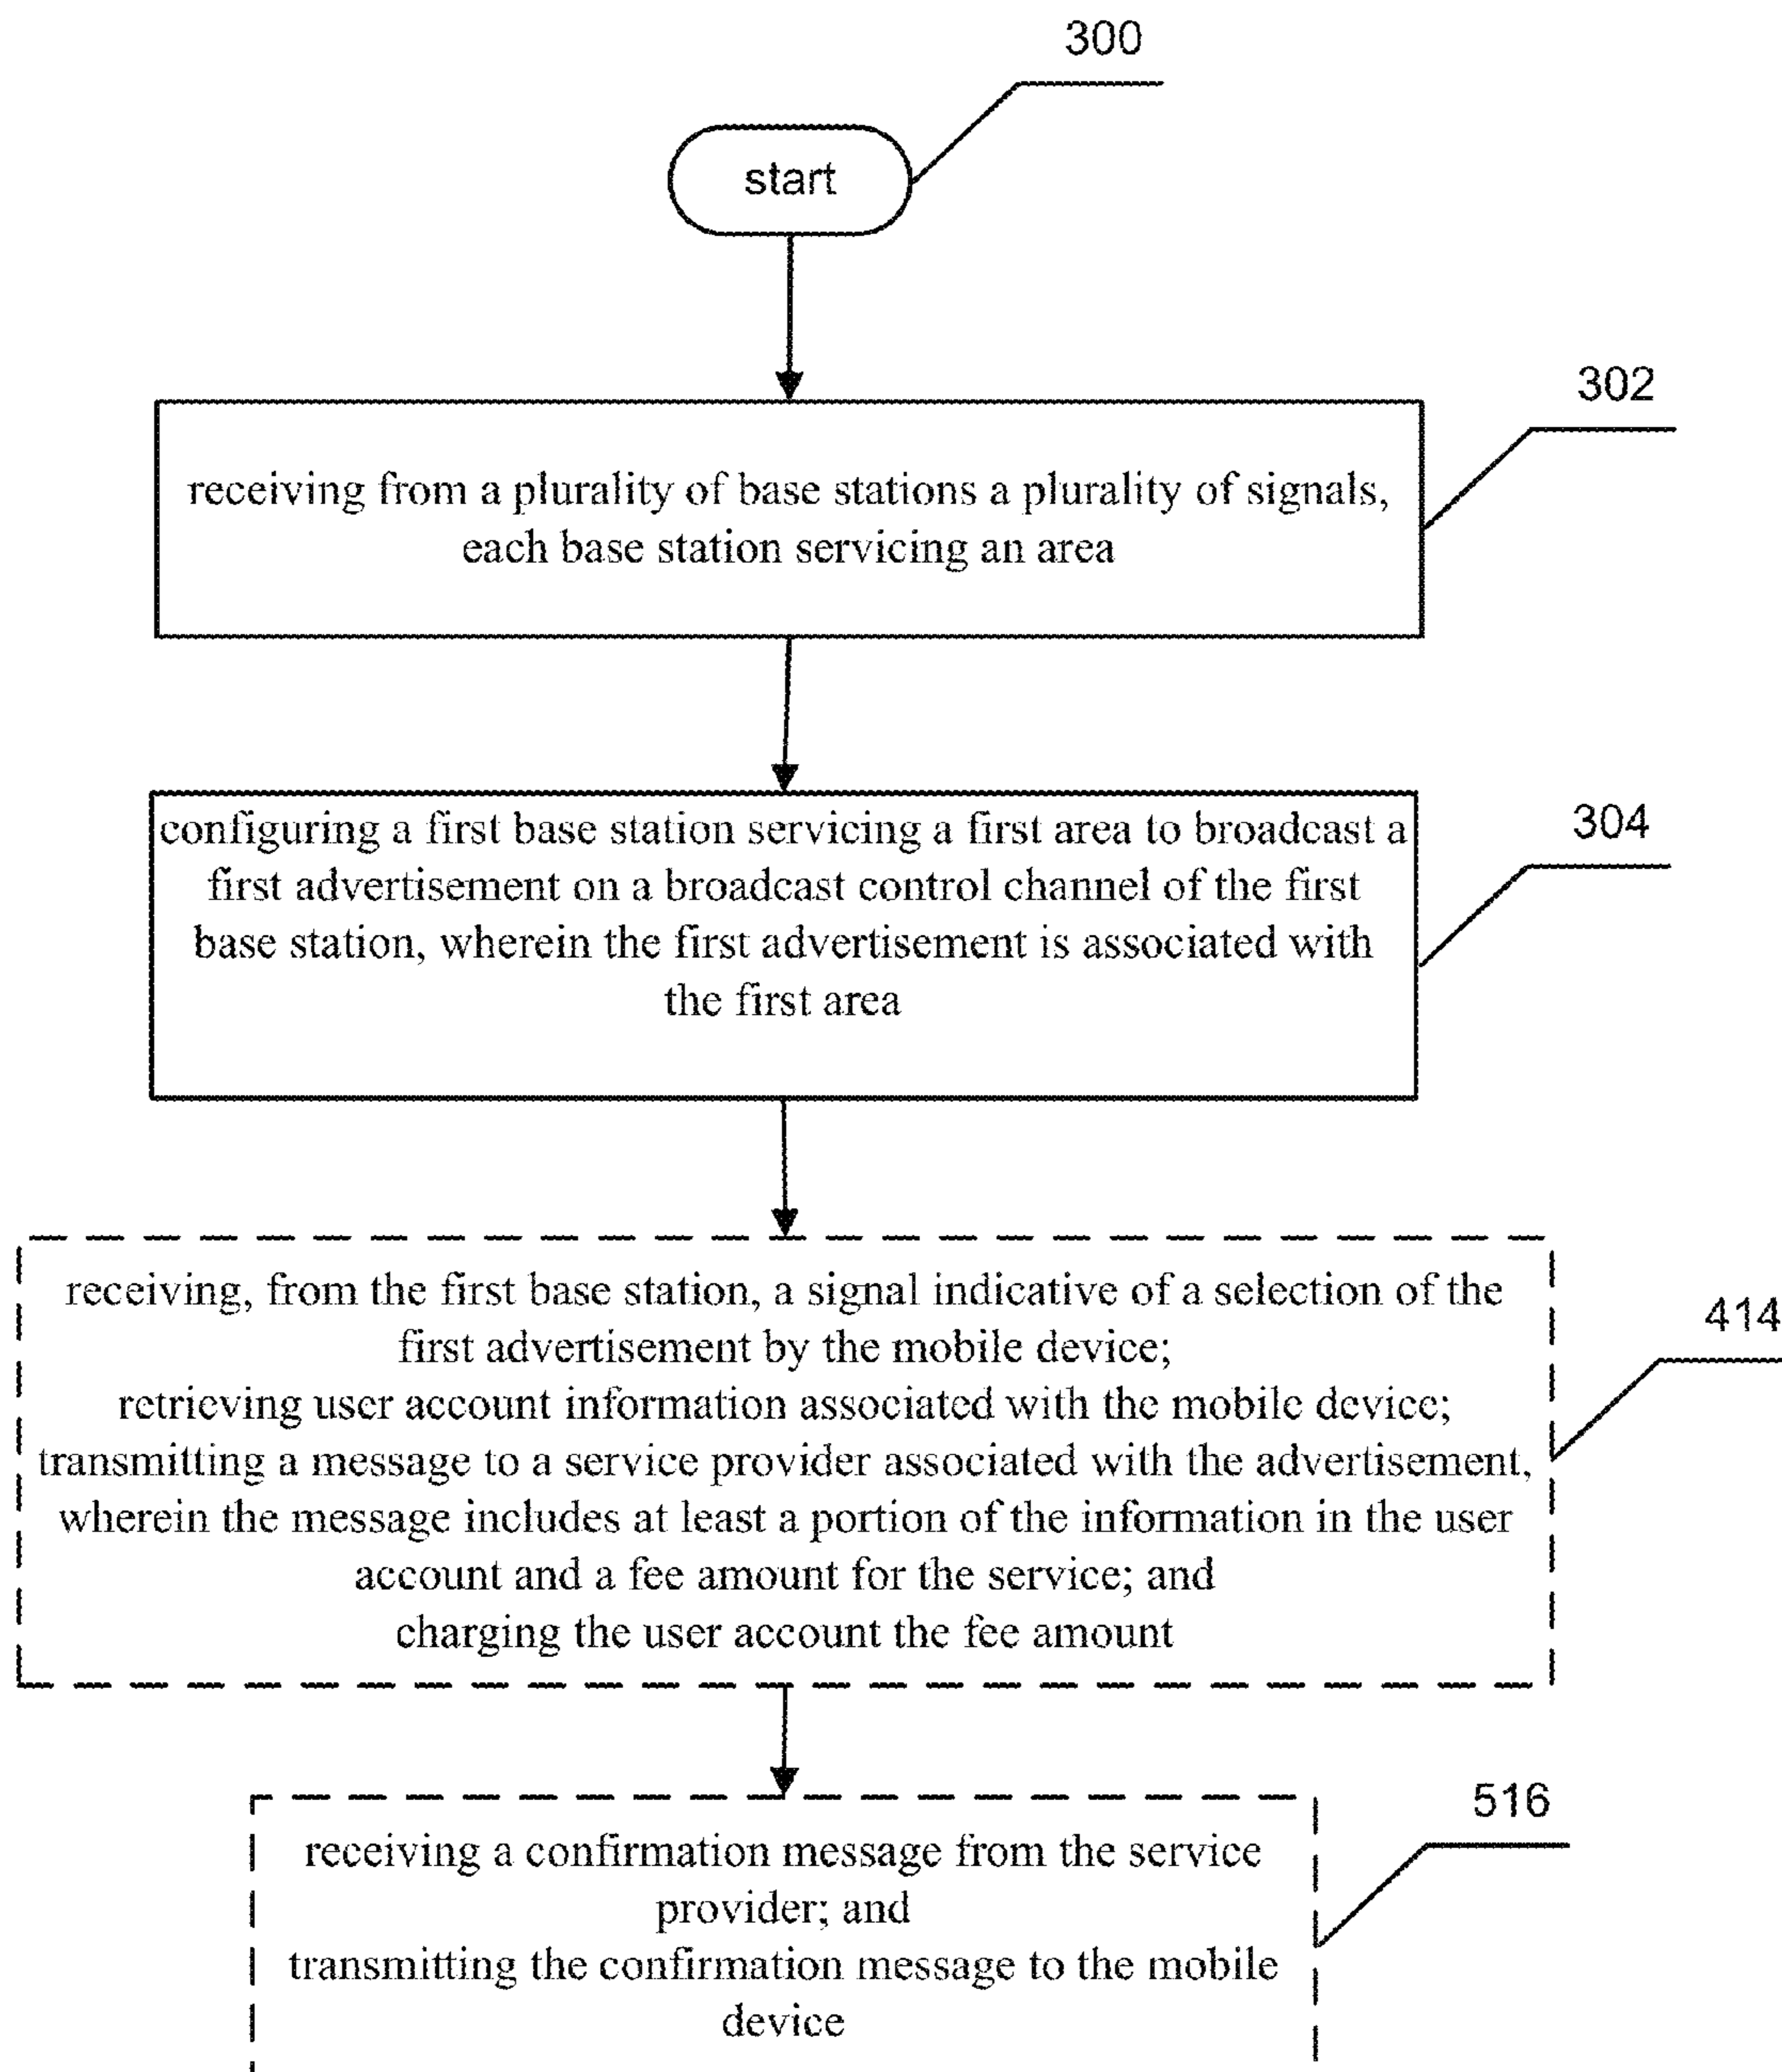 300
start
302
receiving from a plurality of base stations a plurality of signals,
each base station servicing an area
304
configuring a first base station servicing a first area to broadcast a
first advertisement on a broadcast control channel of the first
base station, wherein the first advertisement is associated with
the first area
414
receiving, from the first base station, a signal indicative of a selection of the
first advertisement by the mobile device;
retrieving user account information associated with the mobile device;
transmitting a message to a service provider associated with the advertisement,
wherein the message includes at least a portion of the information in the user
account and a fee amount for the service; and
charging the user account the fee amount
516
receiving a confirmation message from the service
provider; and
transmitting the confirmation message to the mobile
device